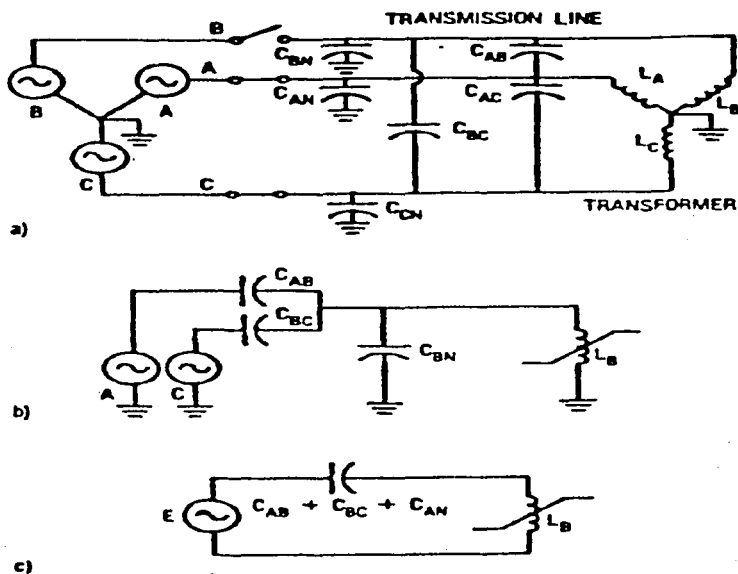 TRANSMISSION LINE
B
C_BN
C_AB
A
C_AN
C_AC
L_A
L_B
B
A
C_BC
L_C
C
C
C_CN
TRANSFORMER
a)
C_AB
C_BC
C_BN
L_B
A
C
b)
E
C_AB + C_BC + C_AN
L_B
c)